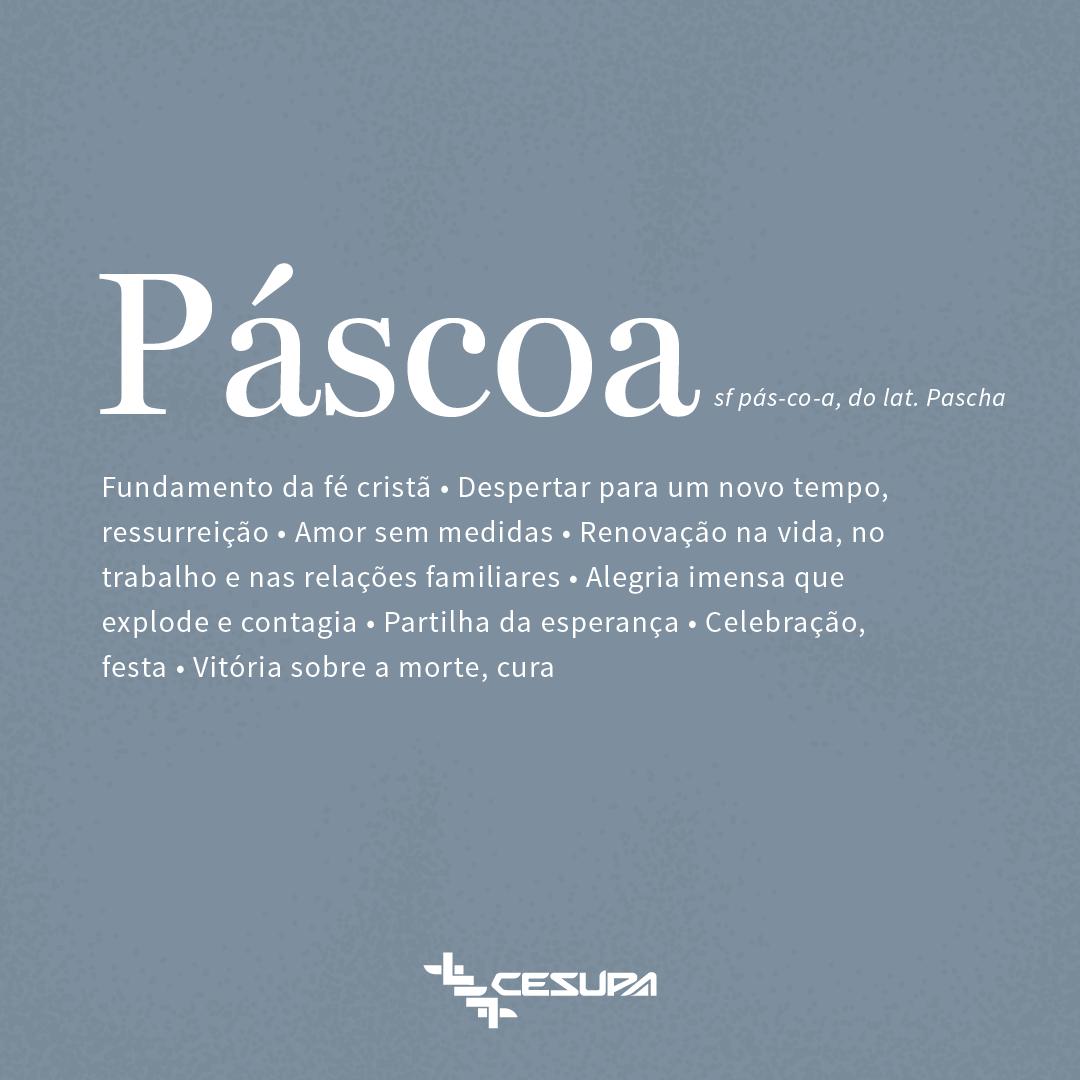 Páscoa sf pás-co-a, do lat. Pascha
Fundamento da fé cristã • Despertar para um novo tempo,
ressurreição • Amor sem medidas • Renovação na vida, no
trabalho e nas relações familiares • Alegria imensa que
explode e contagia • Partilha da esperança • Celebração,
festa • Vitória sobre a morte, cura
CESUPA